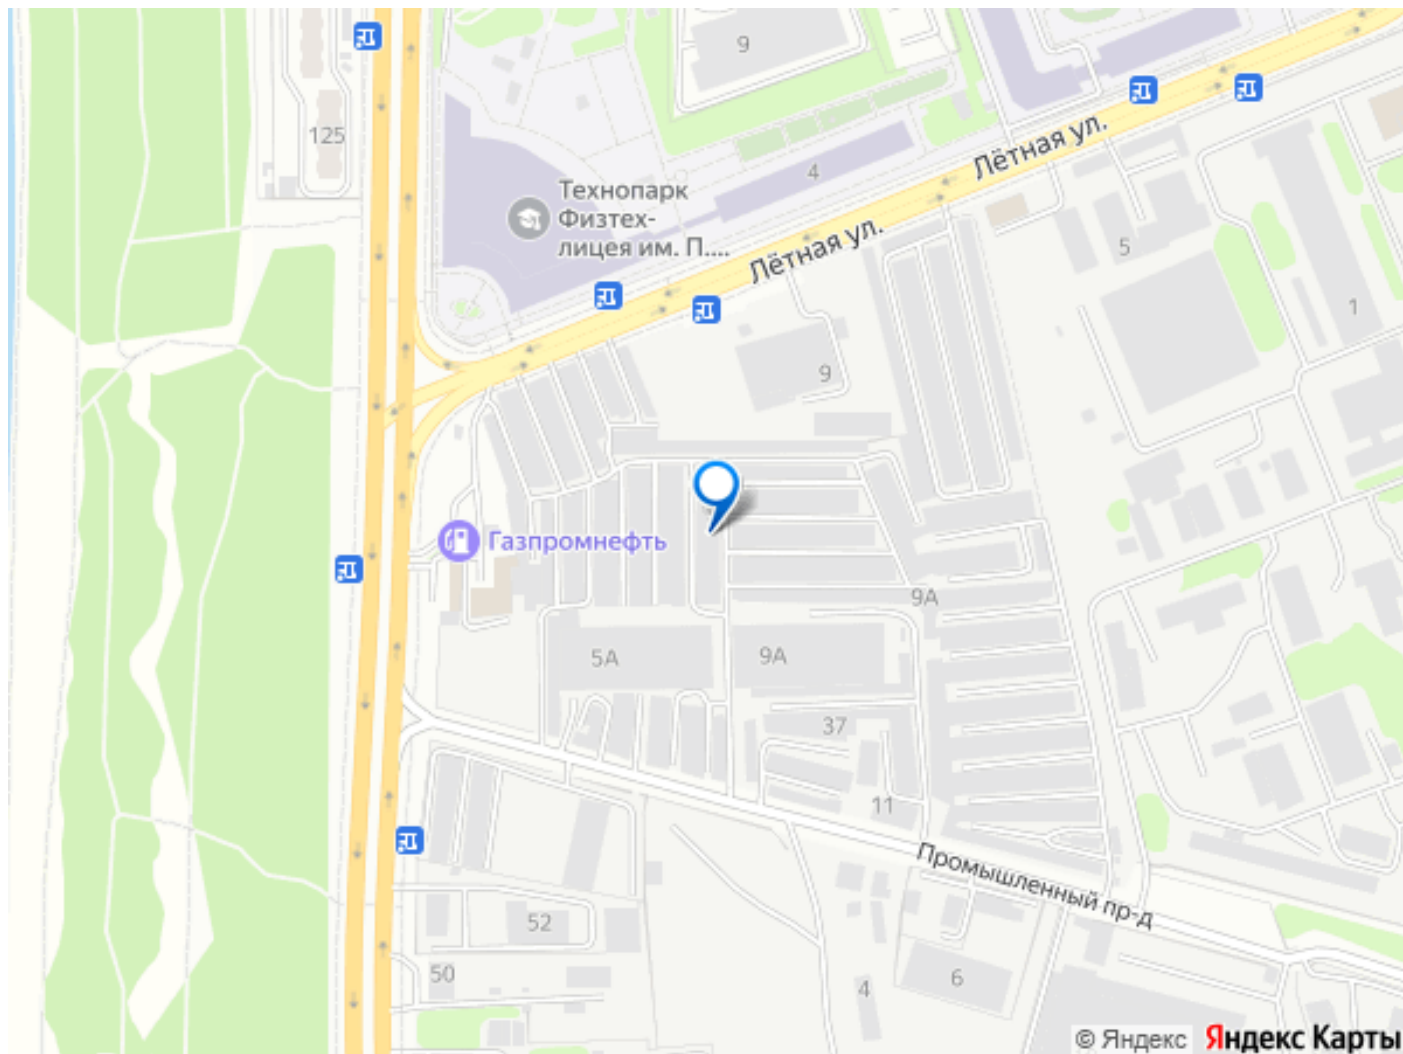 9
125
Лётная ул.
4
Технопарк
Физтех-
лицея им. П....
Лётная ул.
5
1
9
Газпромнефть
9А
5А
9А
37
11
Промышленный пр-д
52
50
4
6
© Яндекс
Яндекс Карты